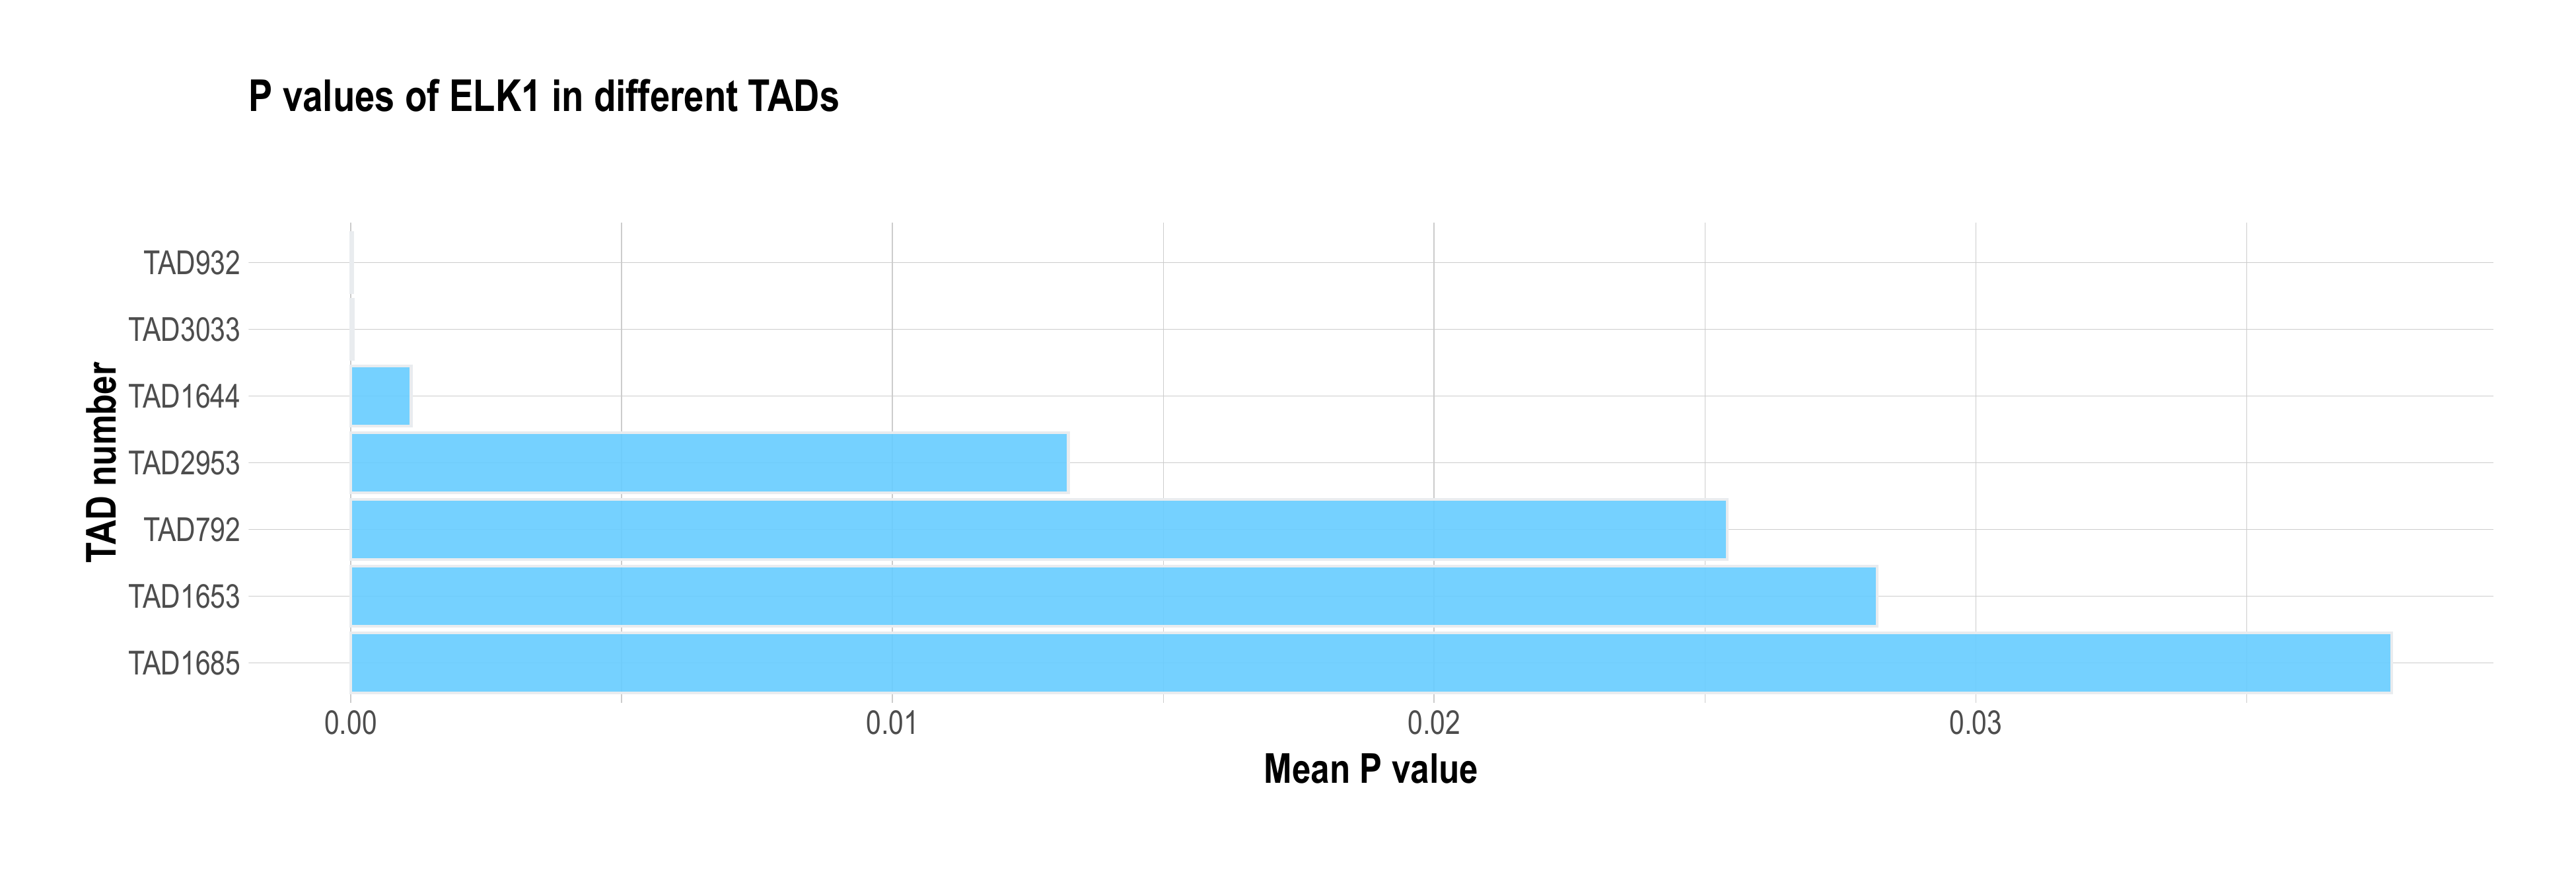 P values of ELK1 in different TADs
TAD number
TAD932
TAD3033
TAD1644
TAD2953
TAD792
TAD1653
TAD1685
0.00 0.01 0.02 0.03
Mean P value